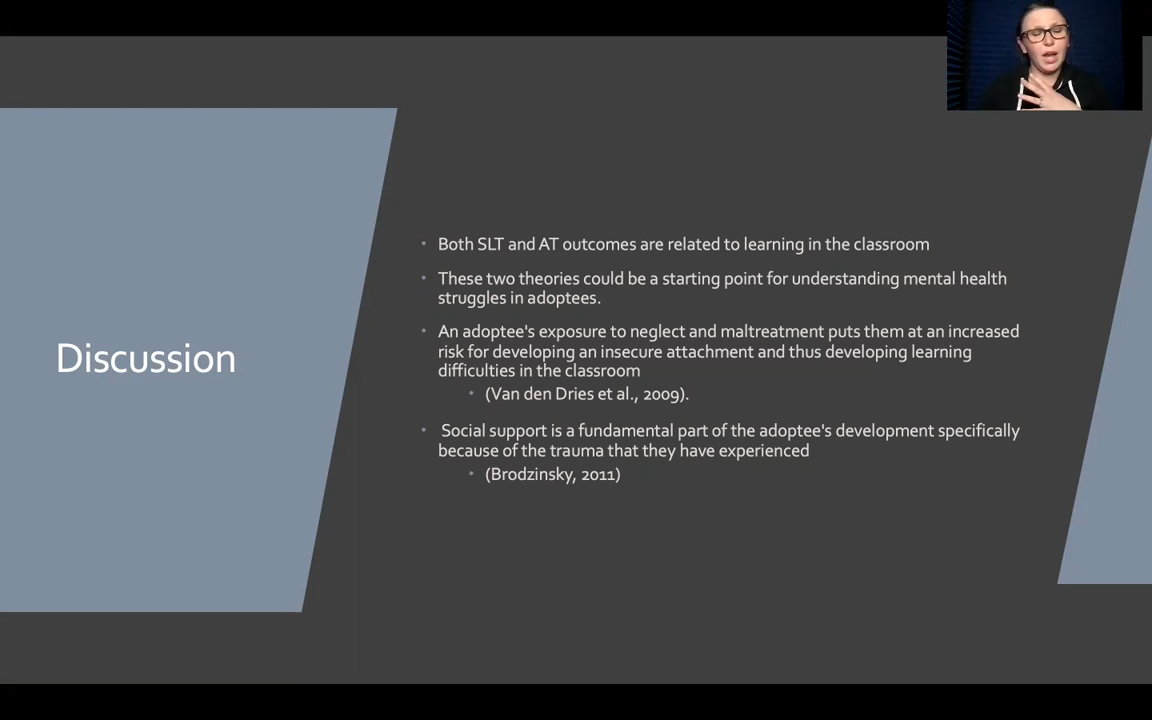 Discussion
• Both SLT and AT outcomes are related to learning in the classroom
• These two theories could be a starting point for understanding mental health
struggles in adoptees.
• An adoptee's exposure to neglect and maltreatment puts them at an increased
risk for developing an insecure attachment and thus developing learning
difficulties in the classroom
• (Van den Dries et al., 2009).
• Social support is a fundamental part of the adoptee's development specifically
because of the trauma that they have experienced
• (Brodzinsky, 2011)